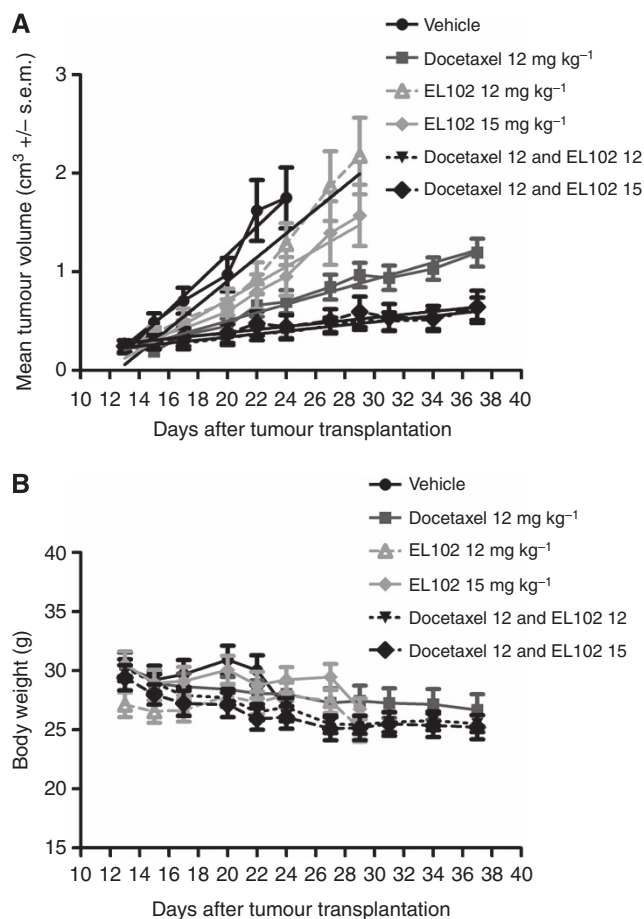 A
Vehicle
Docetaxel 12 mg kg⁻¹
EL102 12 mg kg⁻¹
EL102 15 mg kg⁻¹
Docetaxel 12 and EL102 12
Docetaxel 12 and EL102 15
Mean tumour volume (cm³ +/− s.e.m.)
3
2
1
0
10 12 14 16 18 20 22 24 26 28 30 32 34 36 38 40
Days after tumour transplantation
B
Vehicle
Docetaxel 12 mg kg⁻¹
EL102 12 mg kg⁻¹
EL102 15 mg kg⁻¹
Docetaxel 12 and EL102 12
Docetaxel 12 and EL102 15
Body weight (g)
40
35
30
25
20
15
10 12 14 16 18 20 22 24 26 28 30 31 34 36 38 40
Days after tumour transplantation